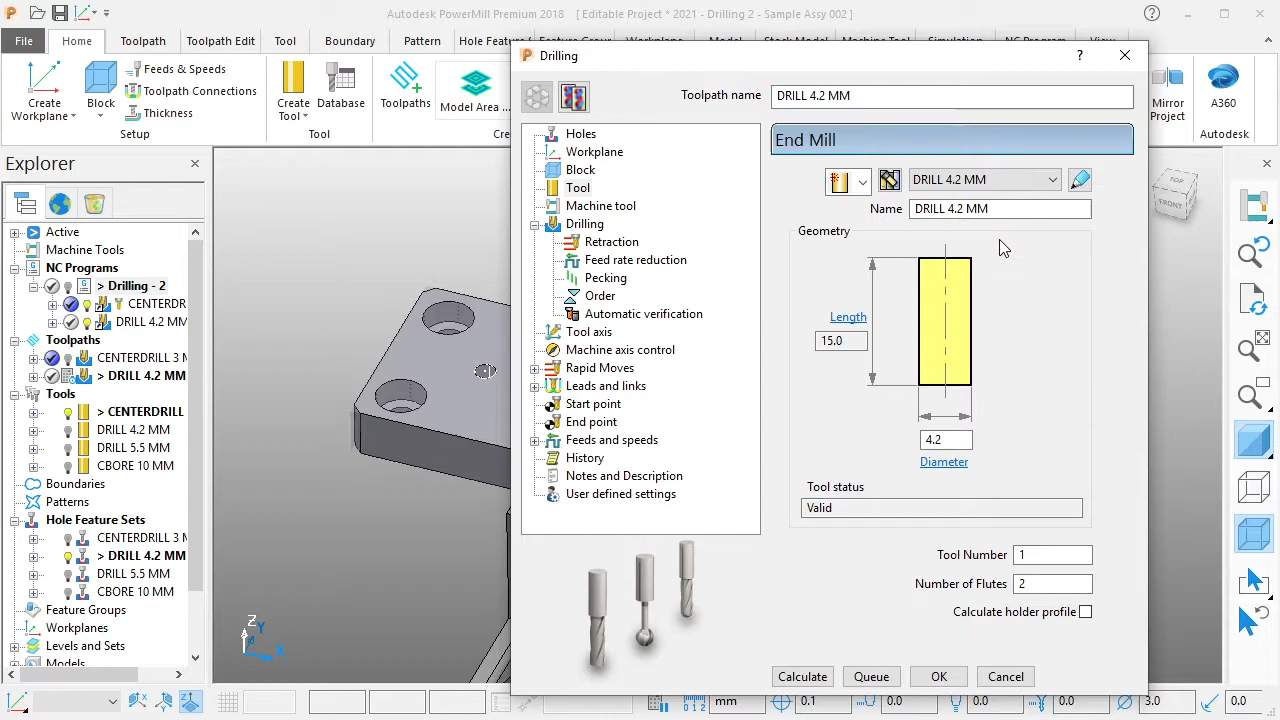 Autodesk PowerMill Premium 2018 [ Editable Project * 2021 - Drilling 2 - Sample Assy 002 ]
File Home Toolpath Toolpath Edit Tool Boundary Pattern
Create
Workplane
Block
Feeds & Speeds
Toolpath Connections
Thickness
Setup
Create
Tool
Database
Tool
Toolpaths
Model Area ...
Mirror
Project
A360
Autodesk
Explorer
Active
Machine Tools
NC Programs
> Drilling - 2
CENTERDR
DRILL 4.2 MM
Toolpaths
CENTERDRILL 3 M
> DRILL 4.2 MM
Tools
> CENTERDRILL
DRILL 4.2 MM
DRILL 5.5 MM
CBORE 10 MM
Boundaries
Patterns
Hole Feature Sets
CENTERDRILL 3 M
> DRILL 4.2 MM
DRILL 5.5 MM
CBORE 10 MM
Feature Groups
Workplanes
Levels and Sets
Models
Z
Y
X
TOP
FRONT
Drilling
?
Toolpath name DRILL 4.2 MM
Holes
Workplane
Block
Tool
Machine tool
Drilling
Retraction
Feed rate reduction
Pecking
Order
Automatic verification
Tool axis
Machine axis control
Rapid Moves
Leads and links
Start point
End point
Feeds and speeds
History
Notes and Description
User defined settings
End Mill
DRILL 4.2 MM
Name DRILL 4.2 MM
Geometry
Length
15.0
4.2
Diameter
Tool status
Valid
Tool Number 1
Number of Flutes 2
Calculate holder profile
Calculate Queue OK Cancel
mm 0.1 0.0 0.0 0.0 3.0 0.0